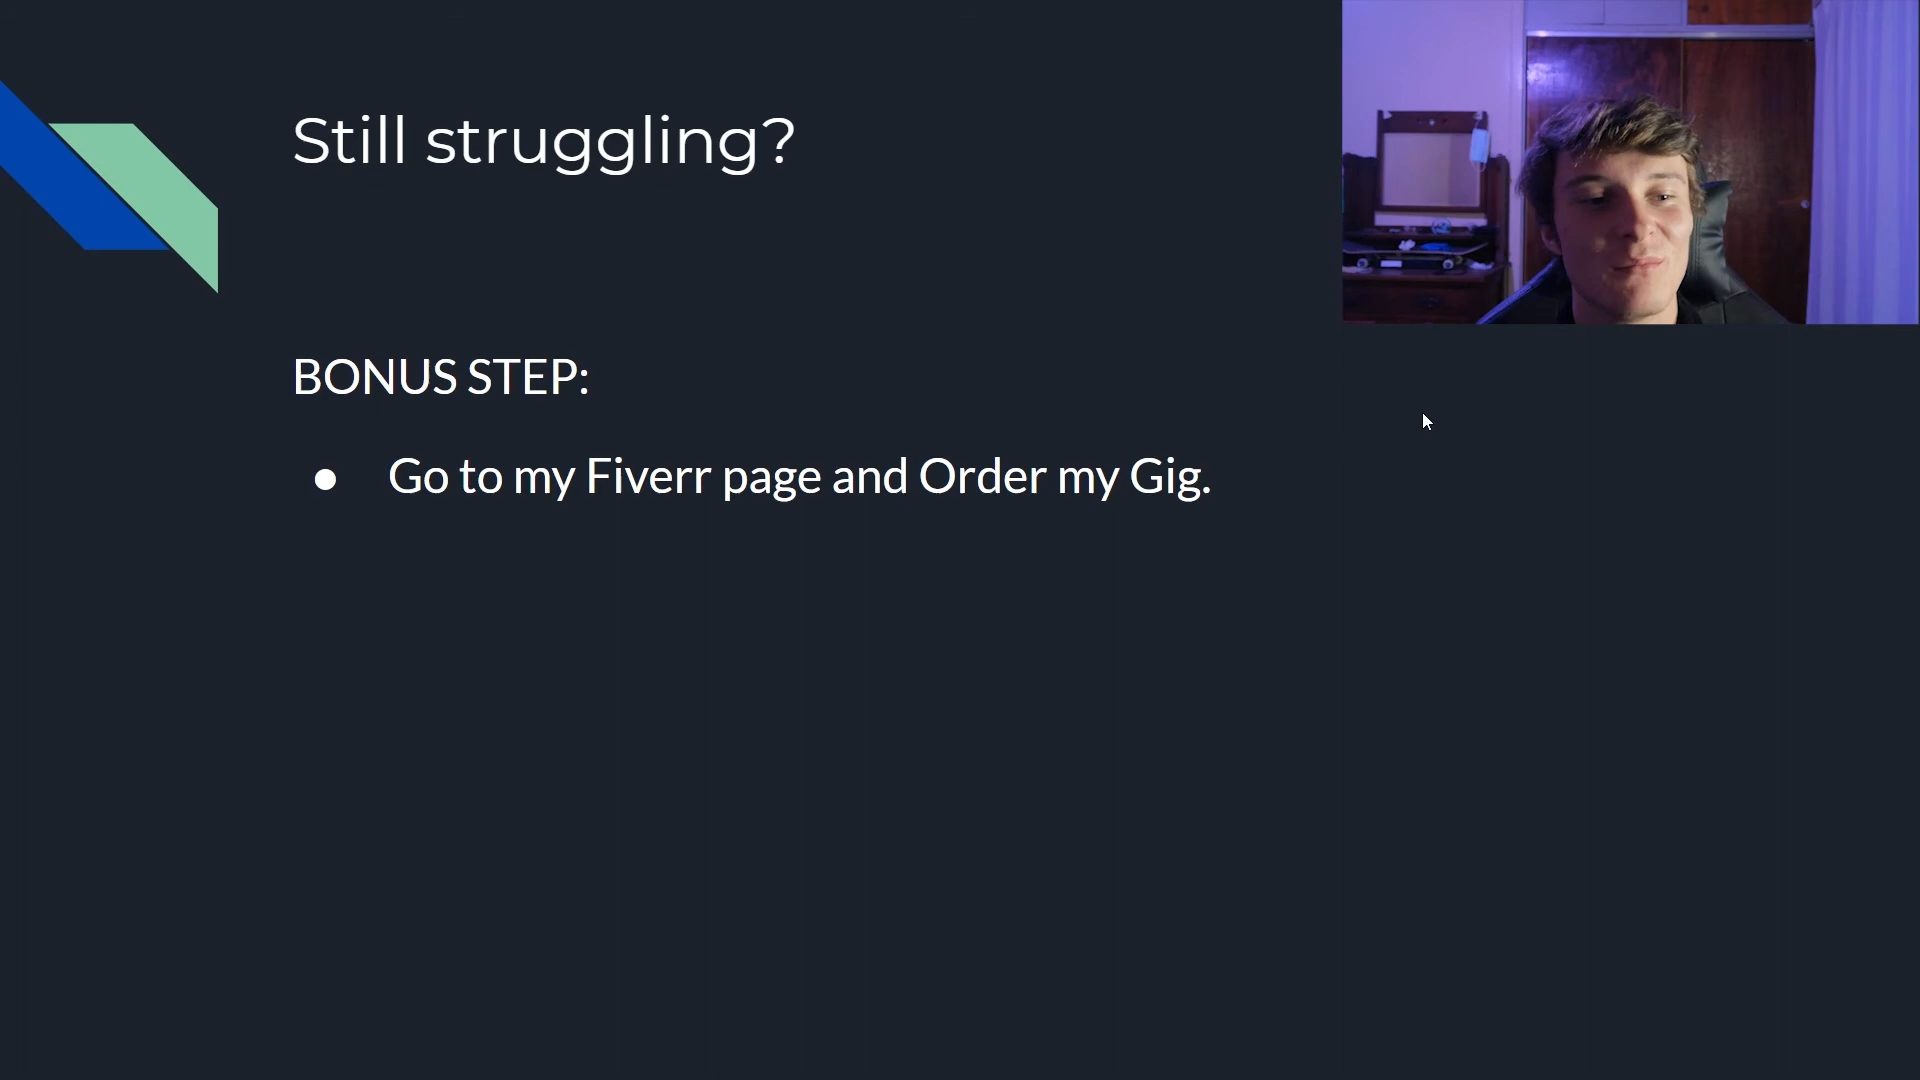 Still struggling?
BONUS STEP:
● Go to my Fiverr page and Order my Gig.